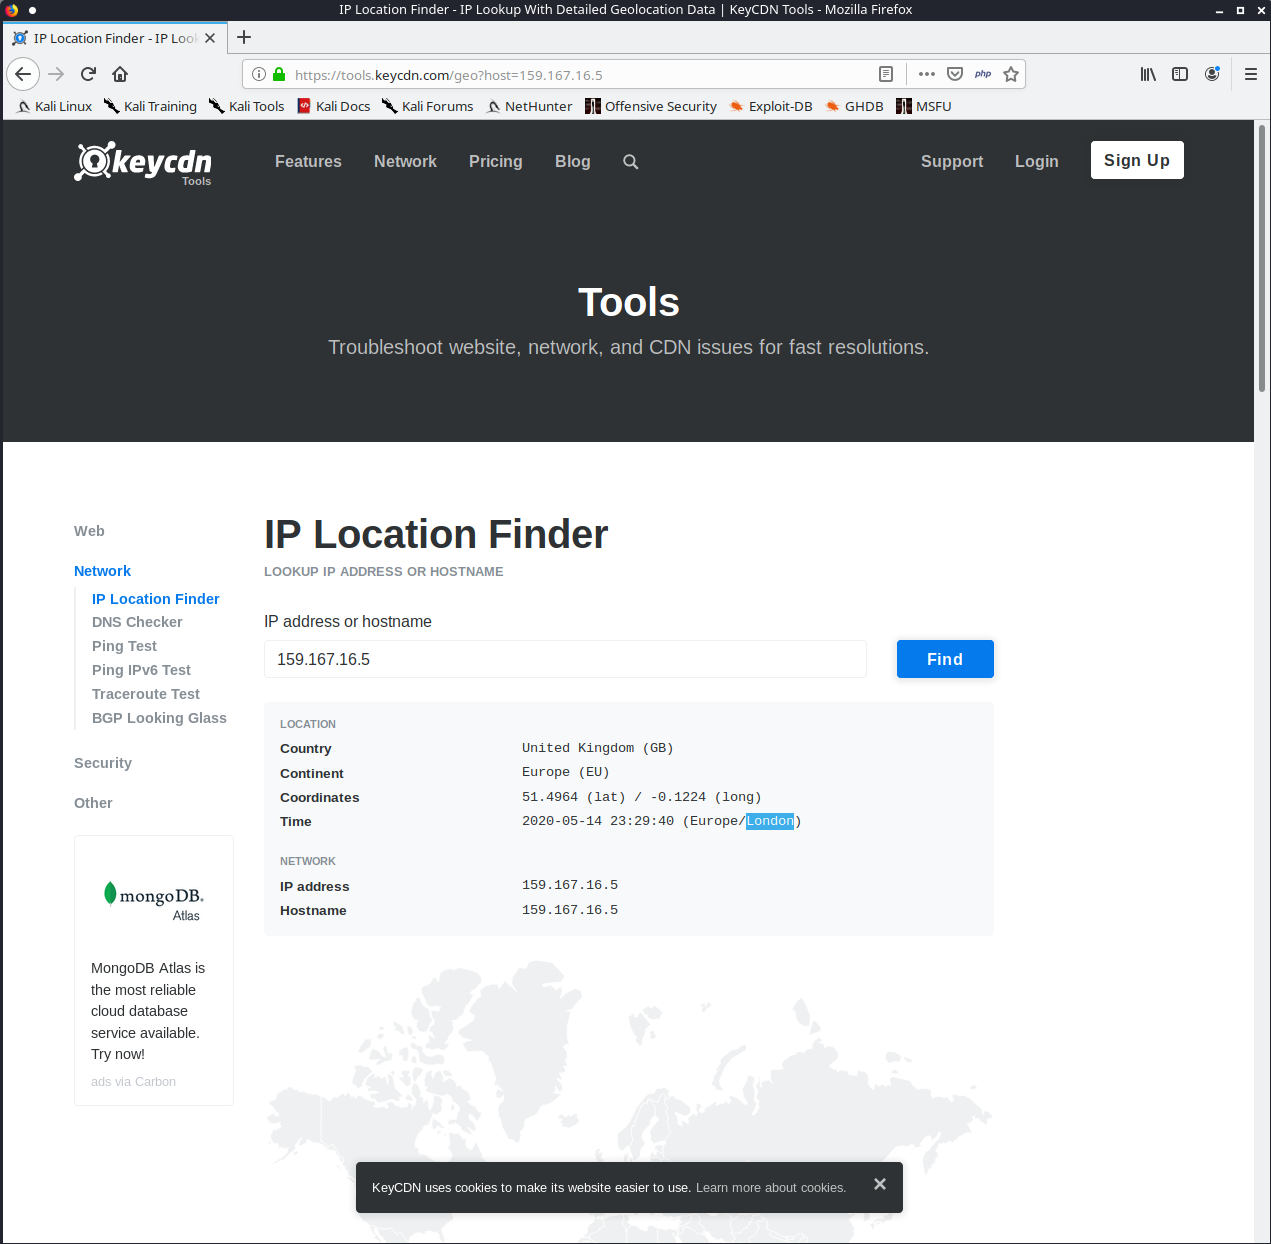 IP Location Finder - IP Lookup With Detailed Geolocation Data | KeyCDN Tools - Mozilla Firefox
IP Location Finder - IP Look
https://tools.keycdn.com/geo?host=159.167.16.5
php
Kali Linux Kali Training Kali Tools Kali Docs Kali Forums NetHunter Offensive Security Exploit-DB GHDB MSFU
keycdn
Tools
Features Network Pricing Blog Support Login Sign Up
Tools
Troubleshoot website, network, and CDN issues for fast resolutions.
Web
Network
IP Location Finder
DNS Checker
Ping Test
Ping IPv6 Test
Traceroute Test
BGP Looking Glass
Security
Other
mongoDB.
Atlas
MongoDB Atlas is
the most reliable
cloud database
service available.
Try now!
ads via Carbon
IP Location Finder
LOOKUP IP ADDRESS OR HOSTNAME
IP address or hostname
159.167.16.5 Find
LOCATION
Country United Kingdom (GB)
Continent Europe (EU)
Coordinates 51.4964 (lat) / -0.1224 (long)
Time 2020-05-14 23:29:40 (Europe/London)
NETWORK
IP address 159.167.16.5
Hostname 159.167.16.5
KeyCDN uses cookies to make its website easier to use. Learn more about cookies.